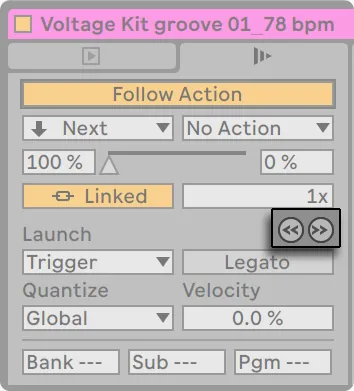 Voltage Kit groove 01_78 bpm
Follow Action
Next No Action
100 % 0 %
Linked 1x
Launch
Trigger Legato
Quantize Velocity
Global 0.0 %
Bank --- Sub --- Pgm ---